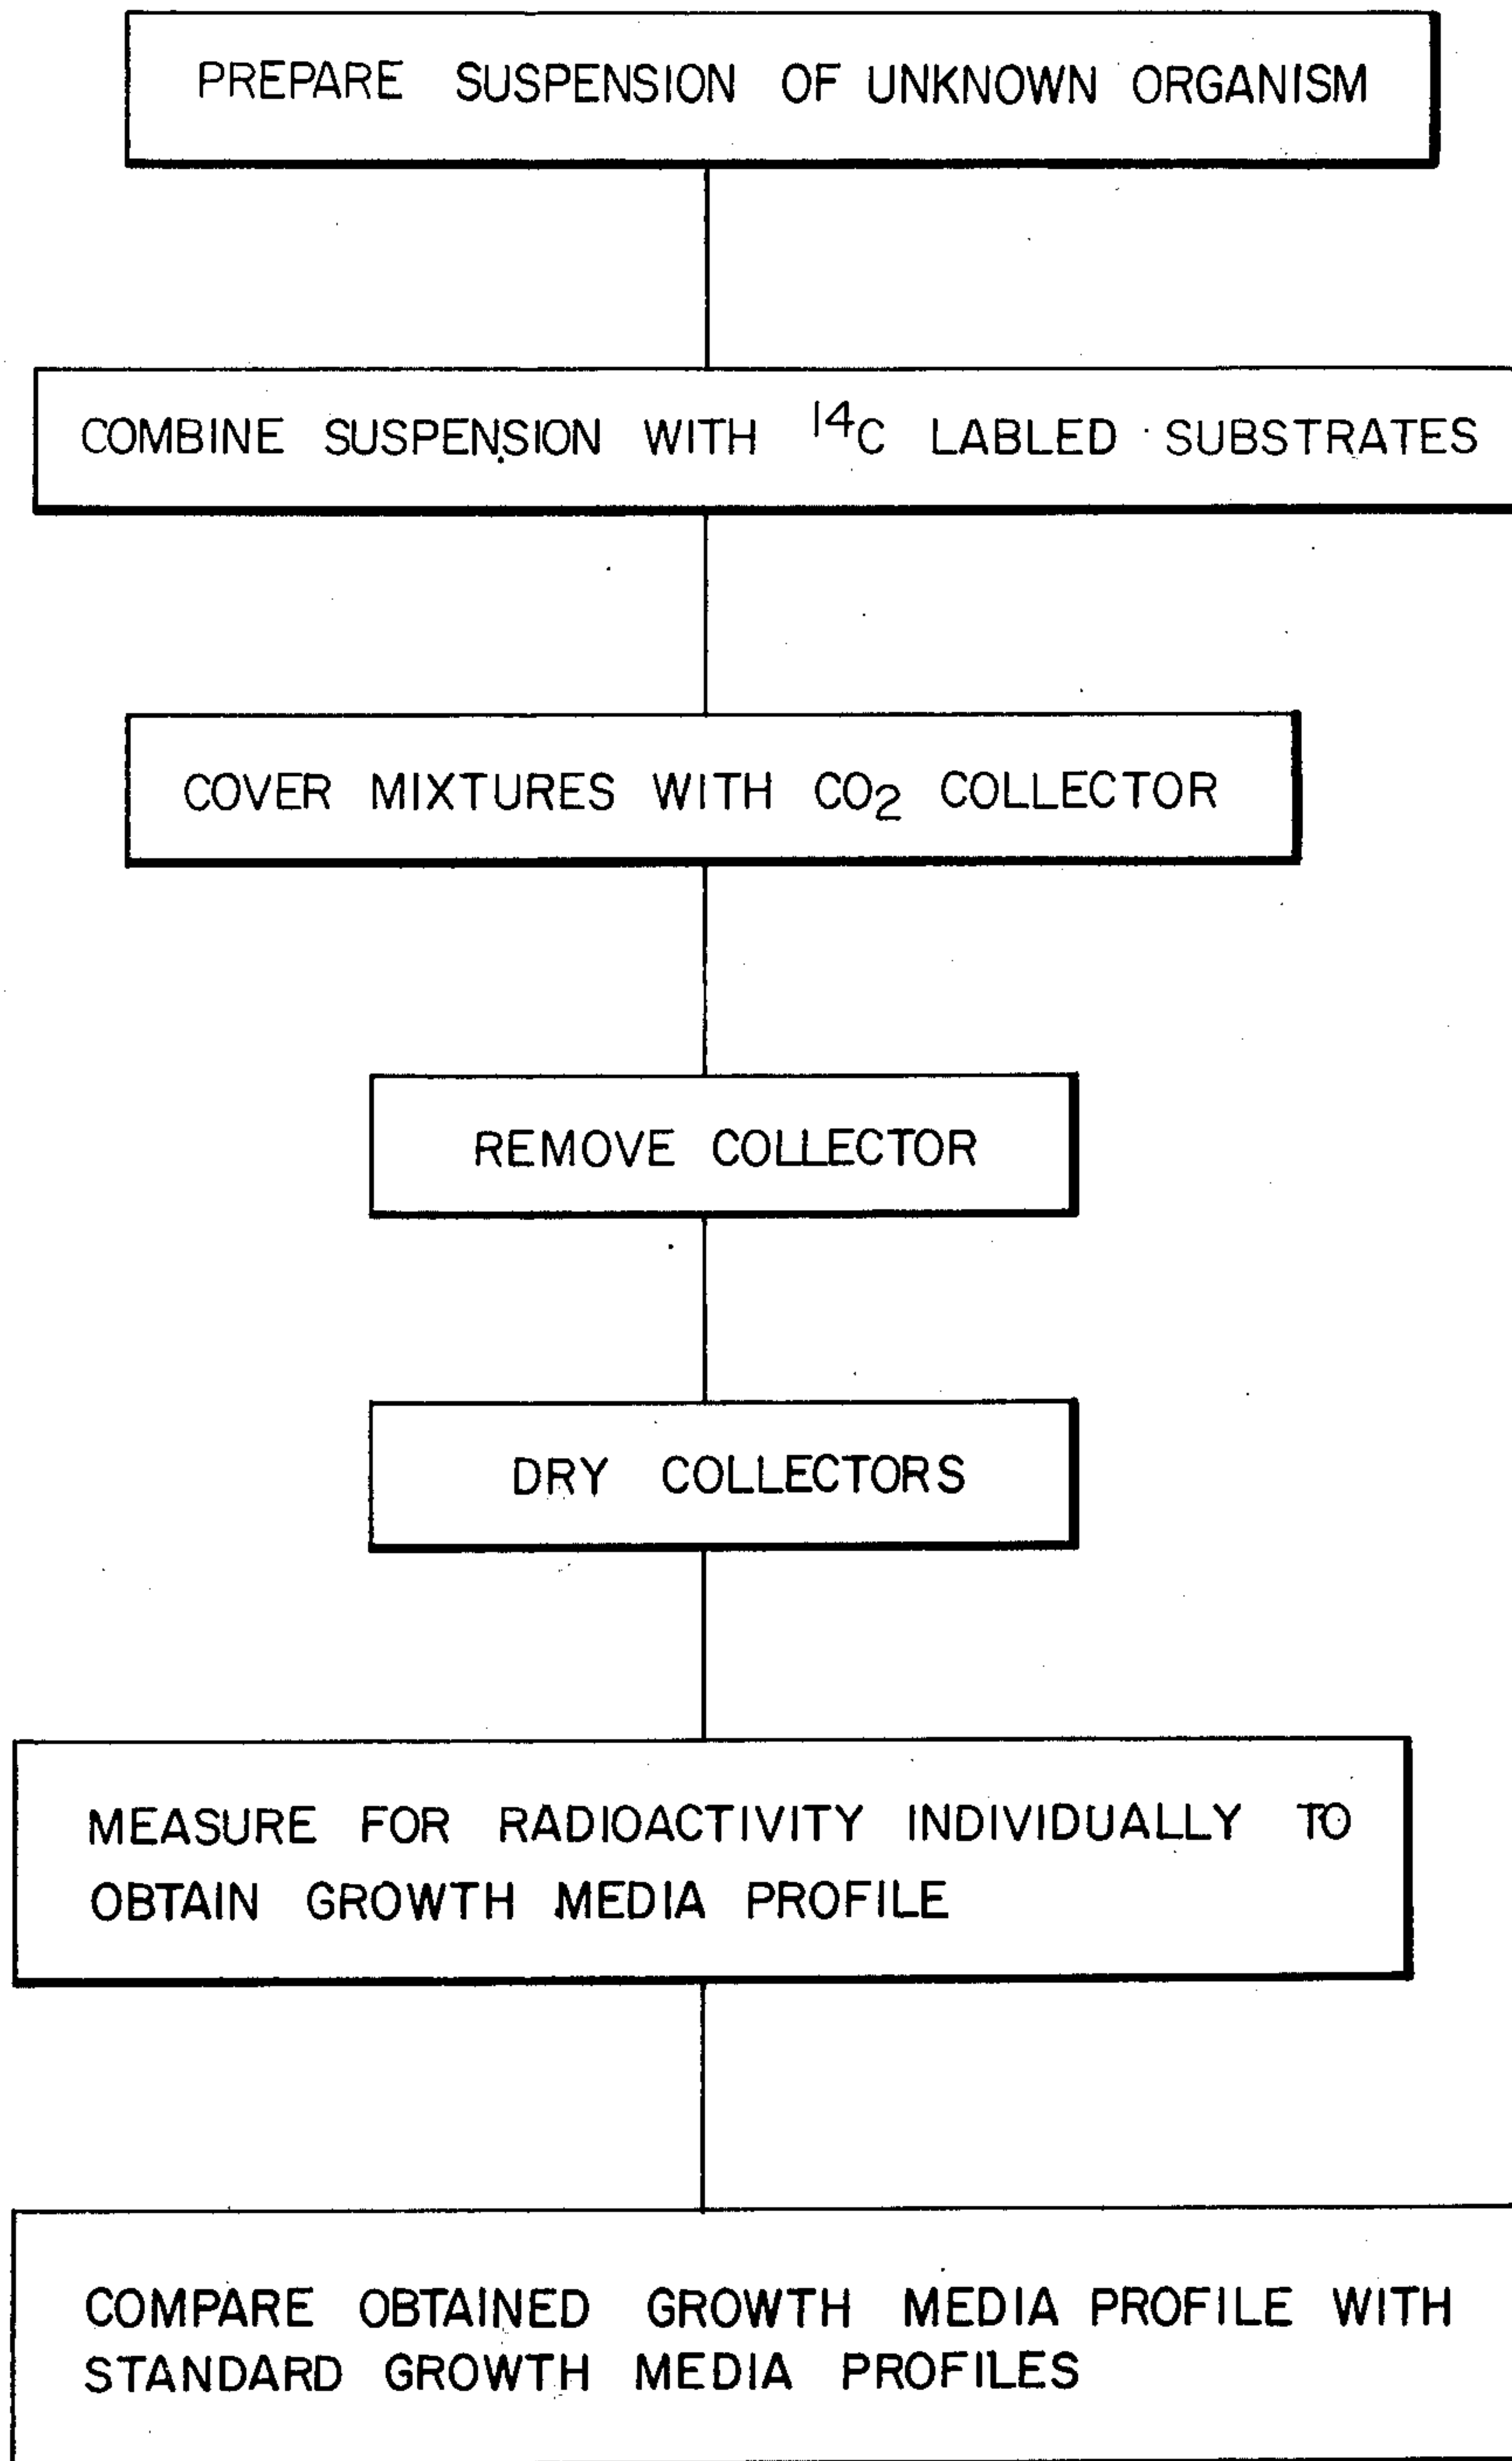 PREPARE SUSPENSION OF UNKNOWN ORGANISM
COMBINE SUSPENSION WITH ¹⁴C LABLED SUBSTRATES
COVER MIXTURES WITH CO₂ COLLECTOR
REMOVE COLLECTOR
DRY COLLECTORS
MEASURE FOR RADIOACTIVITY INDIVIDUALLY TO
OBTAIN GROWTH MEDIA PROFILE
COMPARE OBTAINED GROWTH MEDIA PROFILE WITH
STANDARD GROWTH MEDIA PROFILES